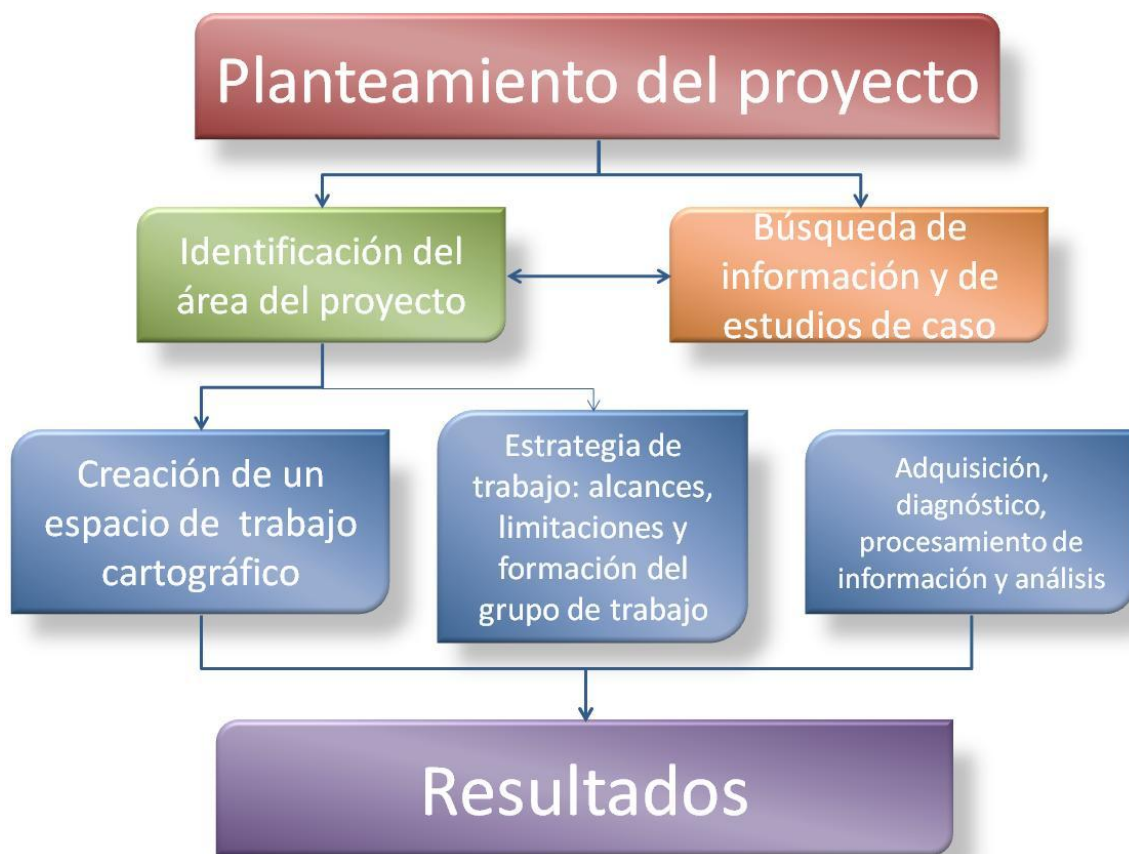 Planteamiento del proyecto
Identificación del
área del proyecto
Búsqueda de
información y de
estudios de caso
Creación de un
espacio de trabajo
cartográfico
Estrategia de
trabajo: alcances,
limitaciones y
formación del
grupo de trabajo
Adquisición,
diagnóstico,
procesamiento de
información y análisis
Resultados